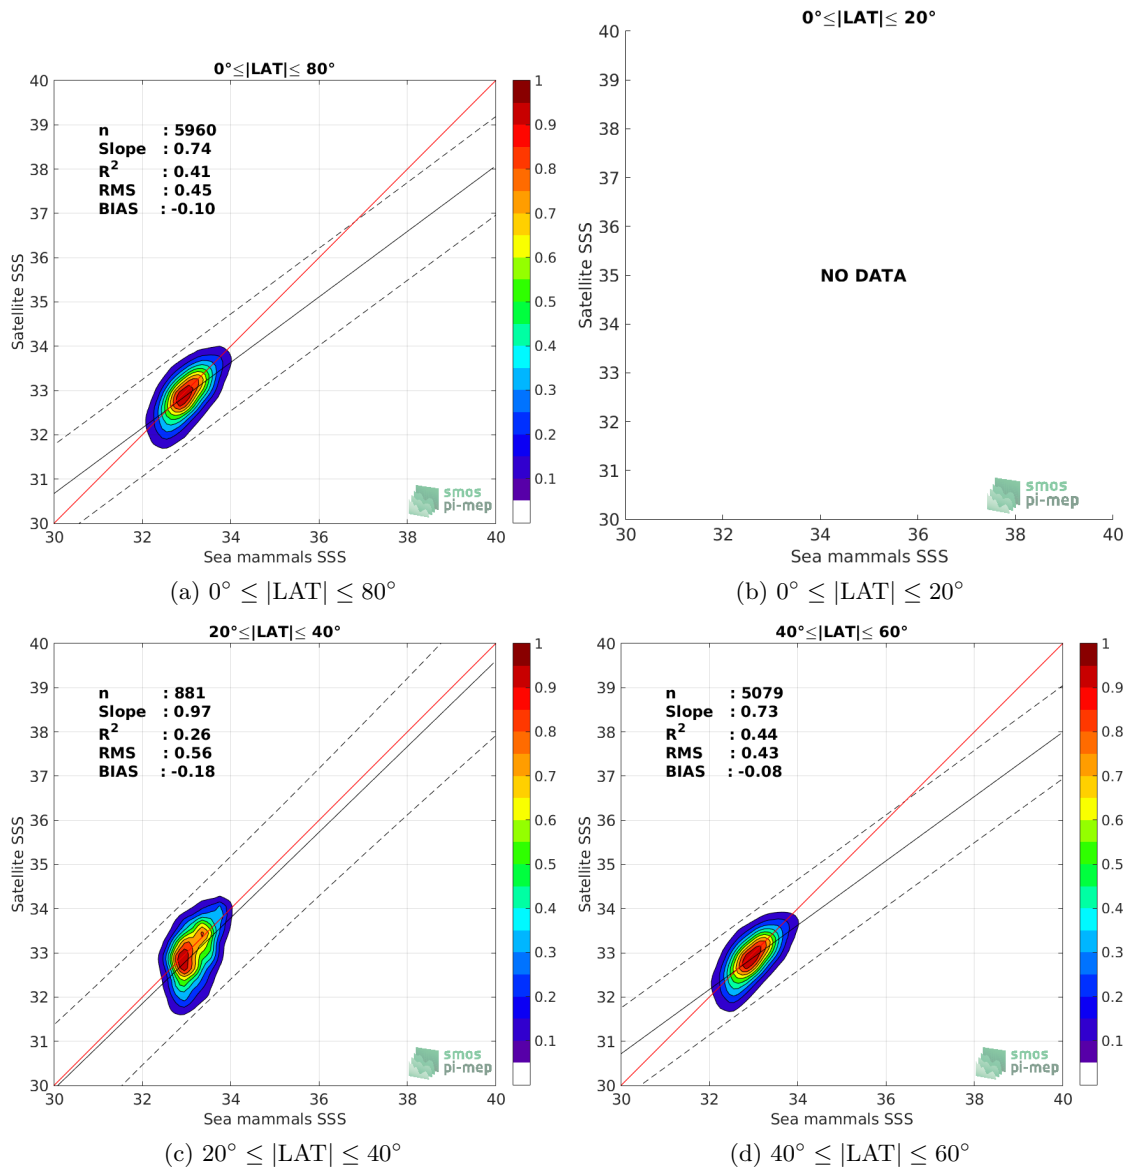 0°≤|LAT|≤ 80°
40
39
38
37
36
35
34
33
32
31
30
Satellite SSS
n : 5960
Slope : 0.74
R² : 0.41
RMS : 0.45
BIAS : -0.10
1
0.9
0.8
0.7
0.6
0.5
0.4
0.3
0.2
0.1
smos
pi-mep
30 32 34 36 38 40
Sea mammals SSS
(a) 0° ≤ |LAT| ≤ 80°
0°≤|LAT|≤ 20°
40
39
38
37
36
35
34
33
32
31
30
Satellite SSS
NO DATA
smos
pi-mep
30 32 34 36 38 40
Sea mammals SSS
(b) 0° ≤ |LAT| ≤ 20°
20°≤|LAT|≤ 40°
40
39
38
37
36
35
34
33
32
31
30
Satellite SSS
n : 881
Slope : 0.97
R² : 0.26
RMS : 0.56
BIAS : -0.18
1
0.9
0.8
0.7
0.6
0.5
0.4
0.3
0.2
0.1
smos
pi-mep
30 32 34 36 38 40
Sea mammals SSS
(c) 20° ≤ |LAT| ≤ 40°
40°≤|LAT|≤ 60°
40
39
38
37
36
35
34
33
32
31
30
Satellite SSS
n : 5079
Slope : 0.73
R² : 0.44
RMS : 0.43
BIAS : -0.08
1
0.9
0.8
0.7
0.6
0.5
0.4
0.3
0.2
0.1
smos
pi-mep
30 32 34 36 38 40
Sea mammals SSS
(d) 40° ≤ |LAT| ≤ 60°